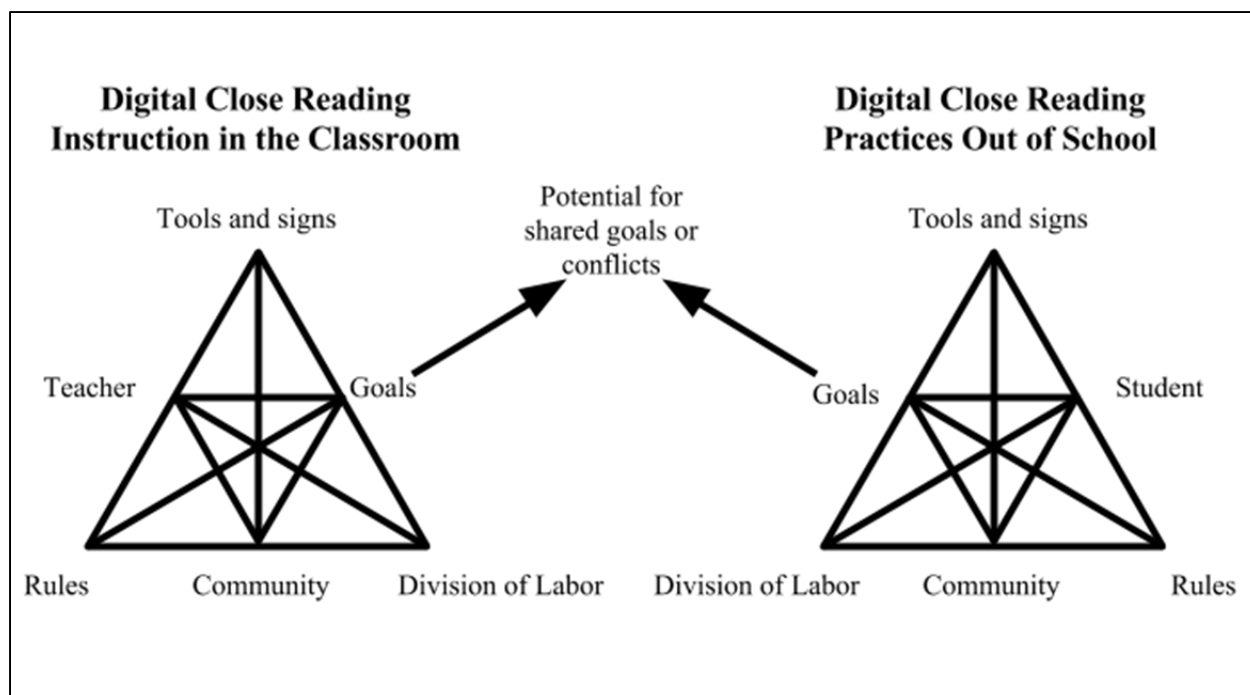 Digital Close Reading
Instruction in the Classroom
Digital Close Reading
Practices Out of School
Potential for
shared goals or
conflicts
Tools and signs
Tools and signs
Teacher
Goals
Goals
Student
Rules
Community
Division of Labor
Division of Labor
Community
Rules